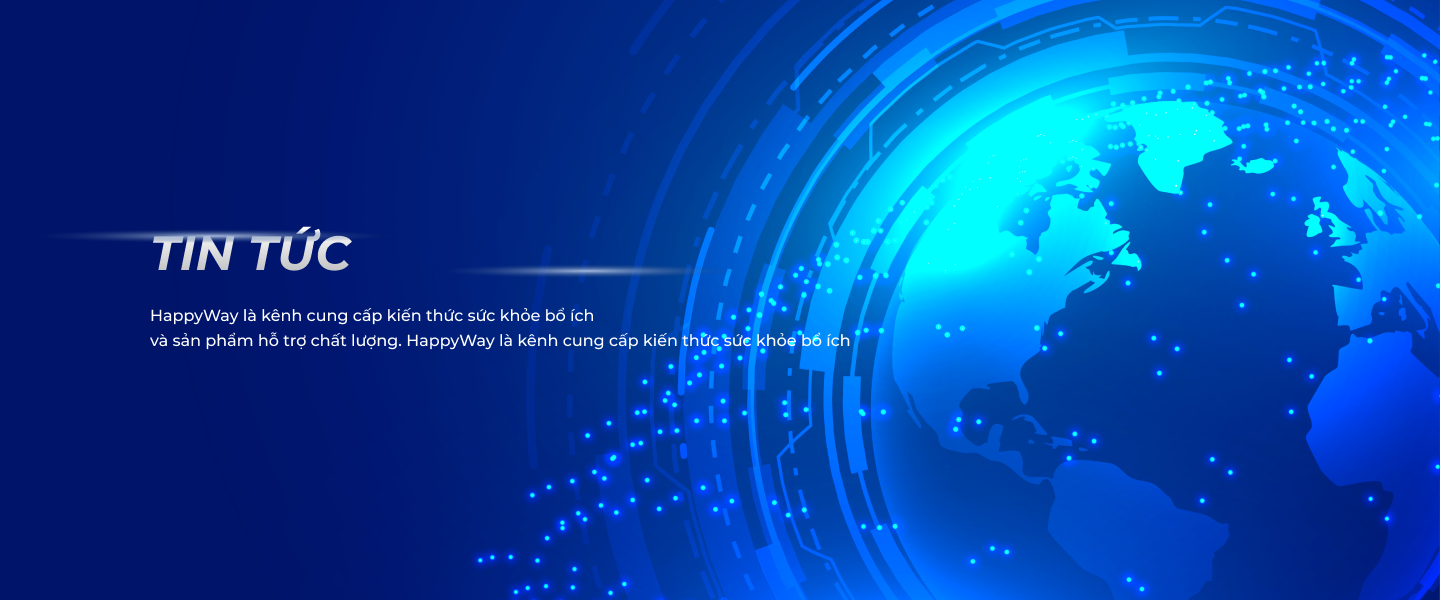 TIN TỨC
HappyWay là kênh cung cấp kiến thức sức khỏe bổ ích
và sản phẩm hỗ trợ chất lượng. HappyWay là kênh cung cấp kiến thức sức khỏe bổ ích